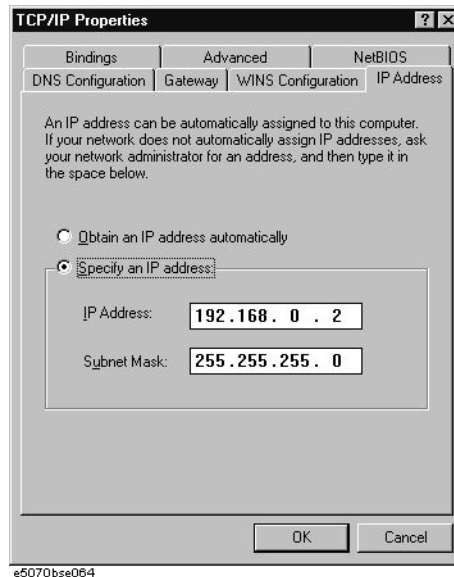 TCP/IP Properties
Bindings Advanced NetBIOS
DNS Configuration Gateway WINS Configuration IP Address
An IP address can be automatically assigned to this computer.
If your network does not automatically assign IP addresses, ask
your network administrator for an address, and then type it in
the space below.
Obtain an IP address automatically
Specify an IP address:
IP Address: 192.168. 0 . 2
Subnet Mask: 255.255.255. 0
OK Cancel
e5070bse064